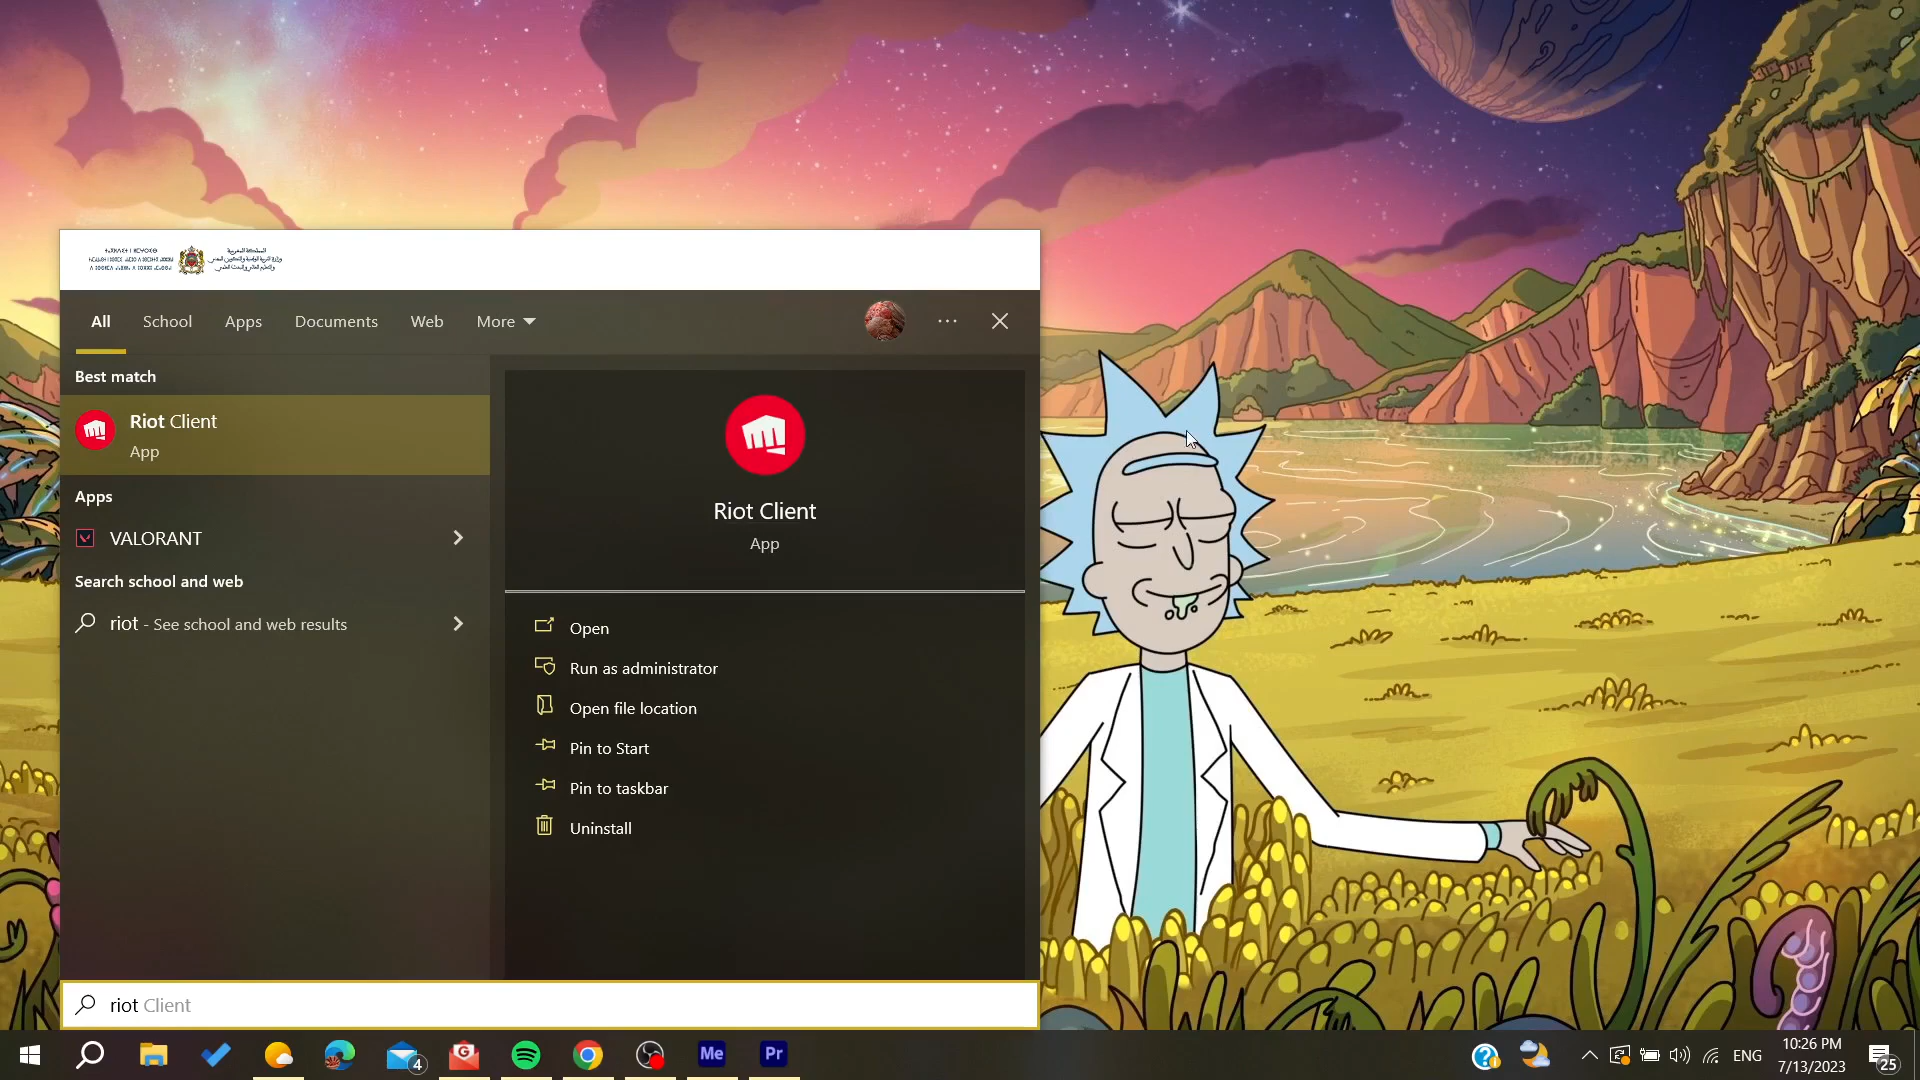 المملكة المغربية
All
School
Apps
Documents
Web
More
Best match
Riot Client
App
Apps
VALORANT
Search school and web
riot - See school and web results
Riot Client
App
Open
Run as administrator
Open file location
Pin to Start
Pin to taskbar
Uninstall
riot Client
4
G
Me
Pr
ENG
10:26 PM
7/13/2023
25